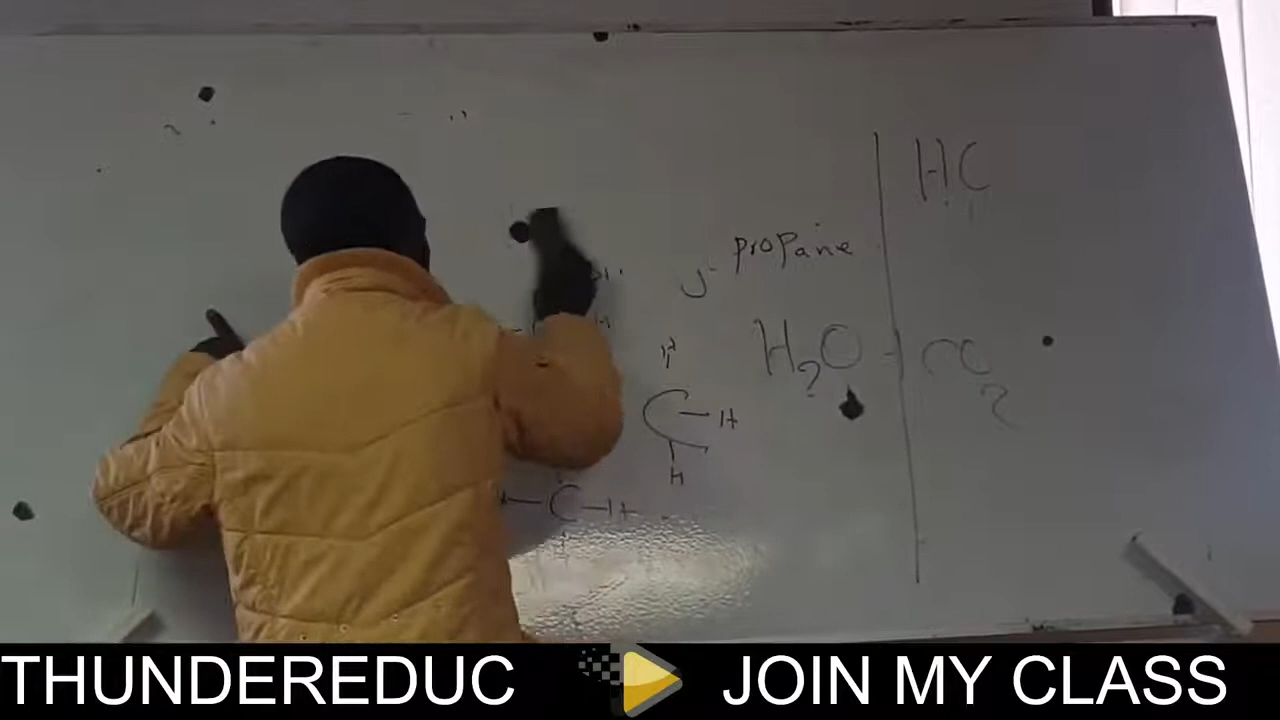 HC
propane
H₂O - CO₂
C-H
H
C-H
THUNDEREDUC JOIN MY CLASS